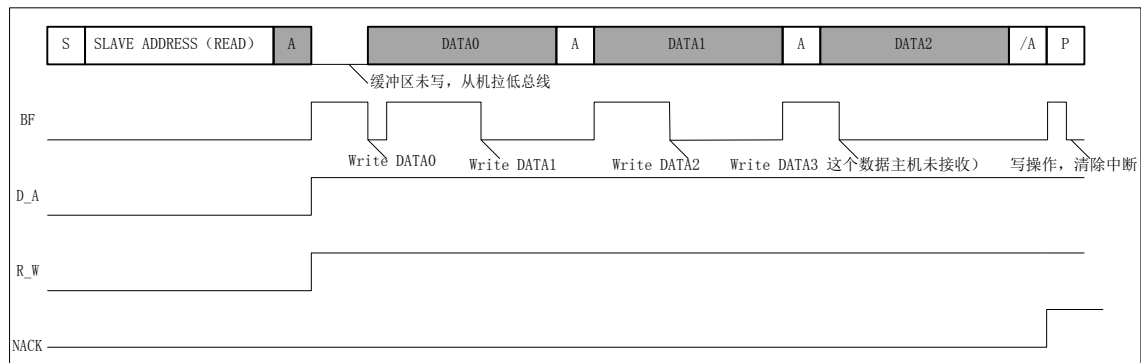 S SLAVE ADDRESS（READ） A DATA0 A DATA1 A DATA2 /A P
缓冲区未写，从机拉低总线
BF
Write DATA0 Write DATA1 Write DATA2 Write DATA3 这个数据主机未接收） 写操作，清除中断
D_A
R_W
NACK